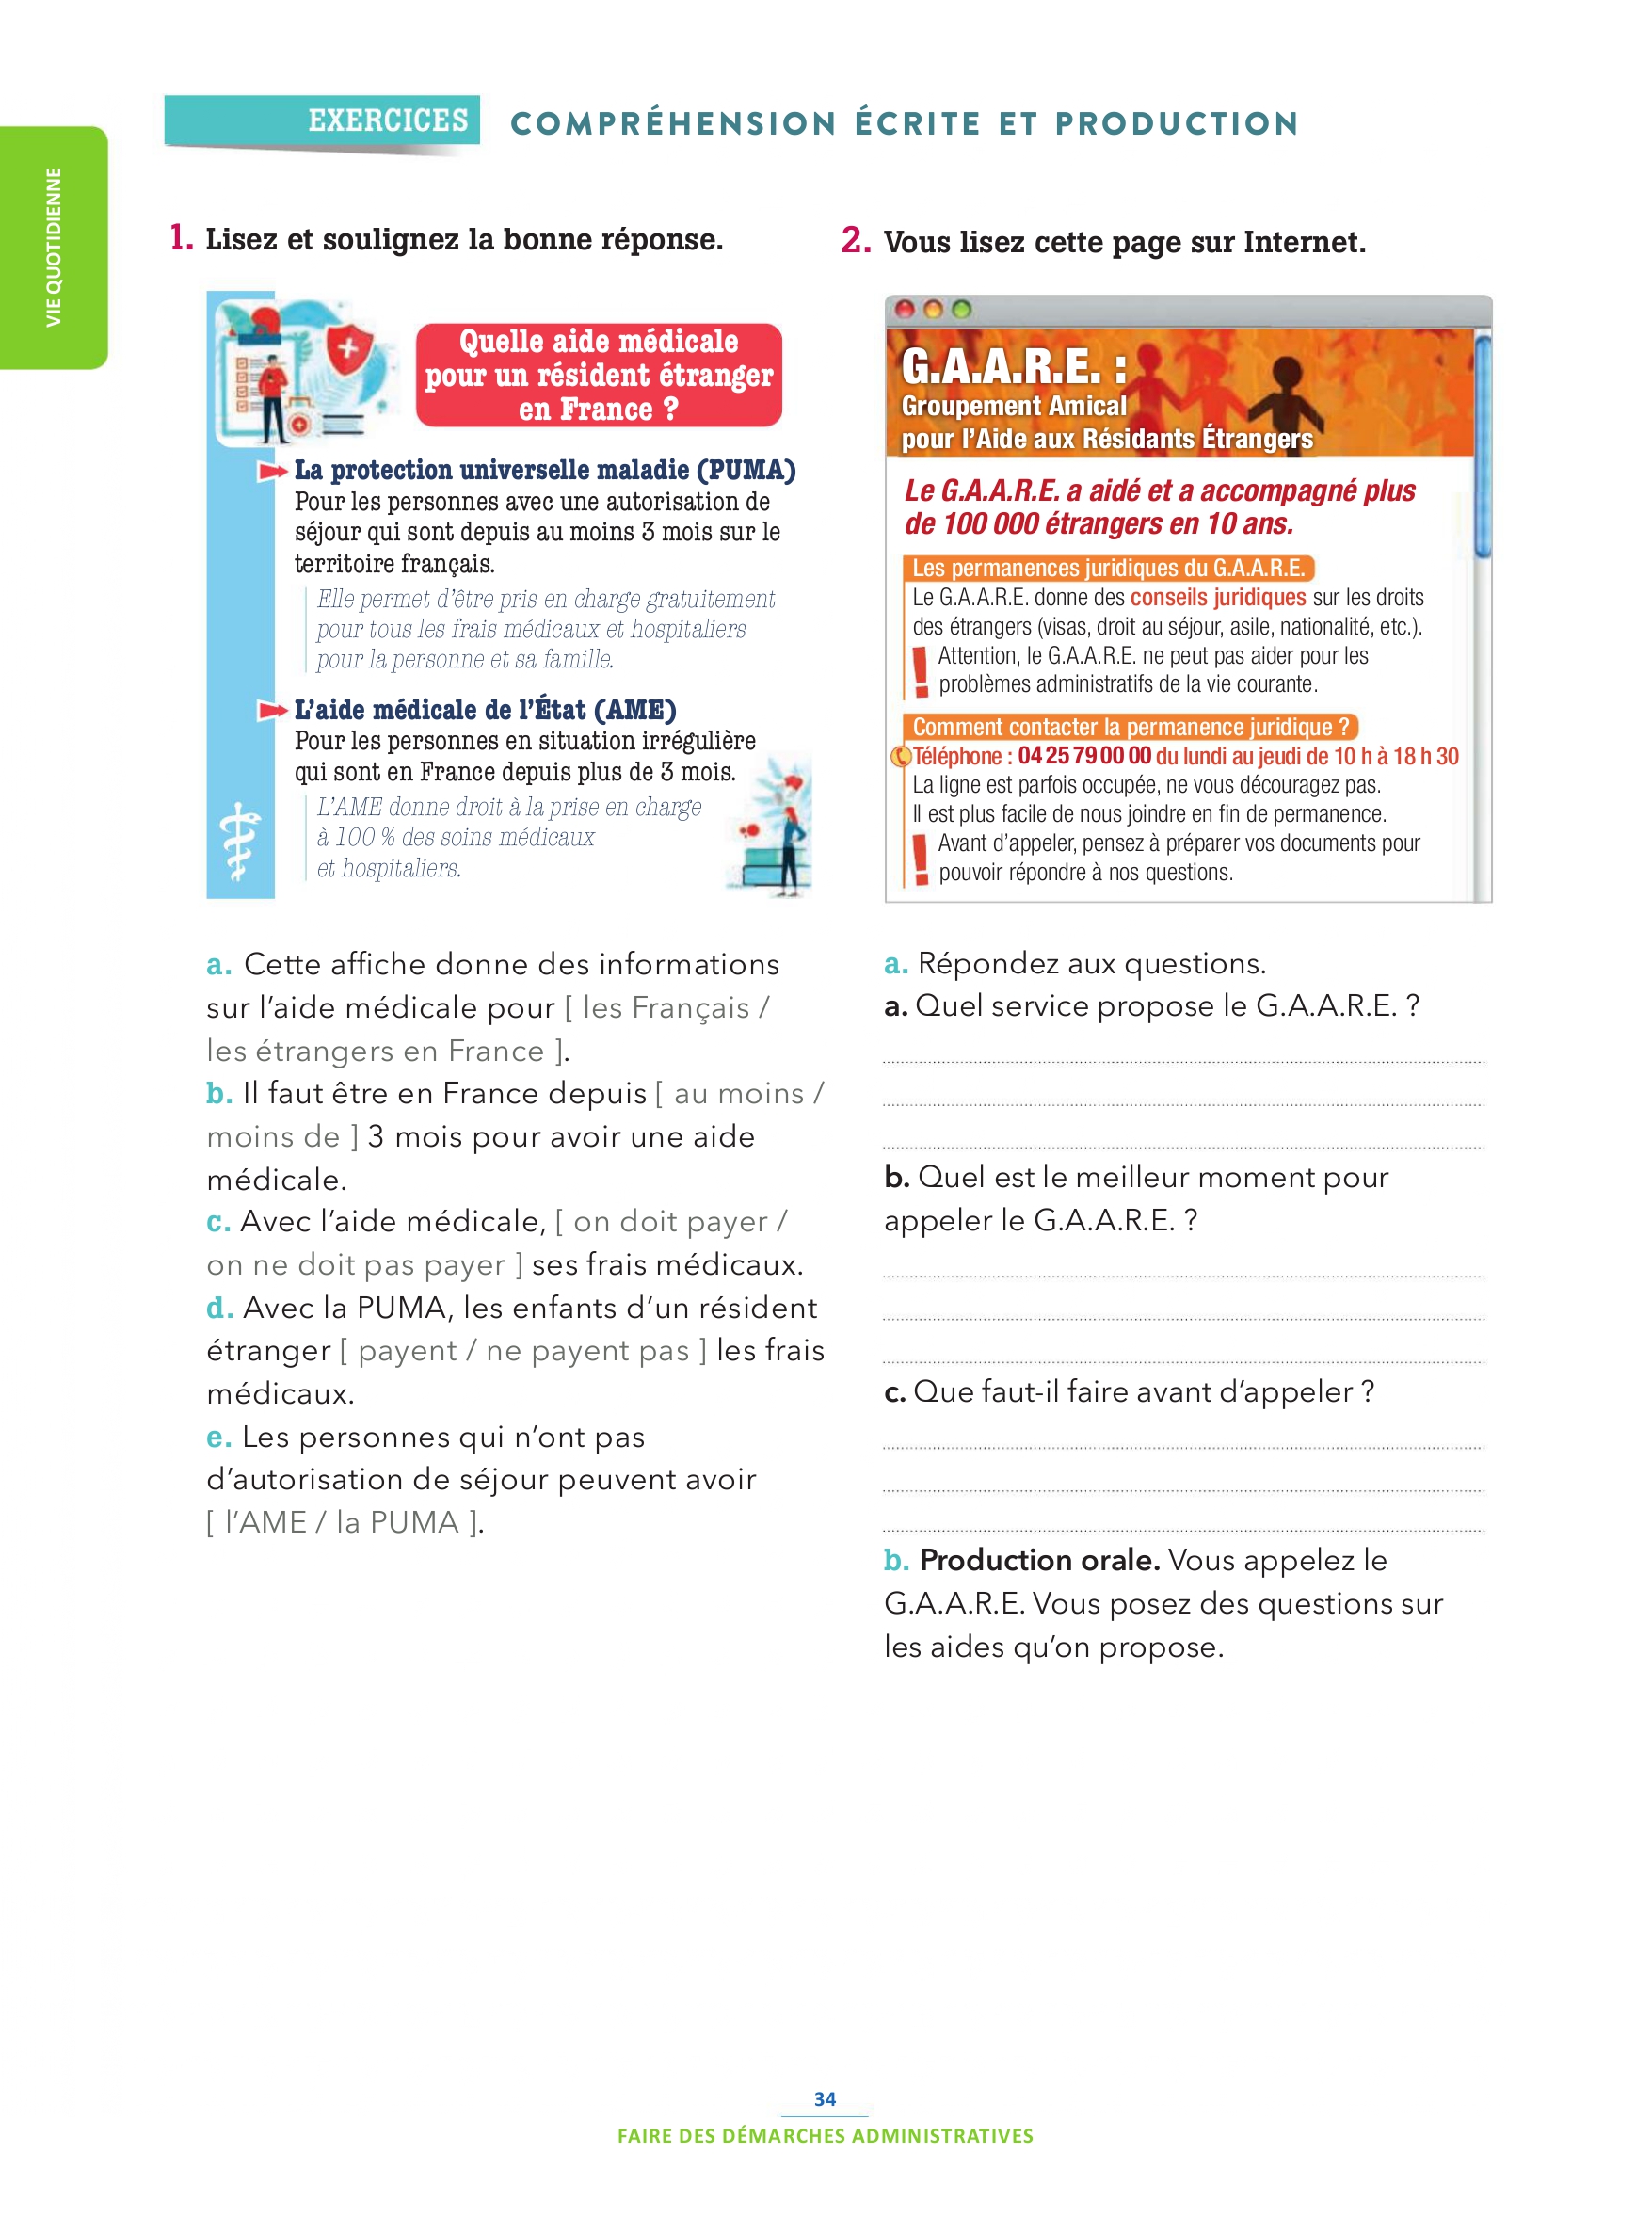 EXERCICES
COMPRÉHENSION ÉCRITE ET PRODUCTION
VIE QUOTIDIENNE
1. Lisez et soulignez la bonne réponse.
Quelle aide médicale
pour un résident étranger
en France ?
La protection universelle maladie (PUMA)
Pour les personnes avec une autorisation de
séjour qui sont depuis au moins 3 mois sur le
territoire français.
Elle permet d'être pris en charge gratuitement
pour tous les frais médicaux et hospitaliers
pour la personne et sa famille.
L'aide médicale de l'État (AME)
Pour les personnes en situation irrégulière
qui sont en France depuis plus de 3 mois.
L'AME donne droit à la prise en charge
à 100 % des soins médicaux
et hospitaliers.
a. Cette affiche donne des informations
sur l'aide médicale pour [ les Français /
les étrangers en France ].
b. Il faut être en France depuis [ au moins /
moins de ] 3 mois pour avoir une aide
médicale.
c. Avec l'aide médicale, [ on doit payer /
on ne doit pas payer ] ses frais médicaux.
d. Avec la PUMA, les enfants d'un résident
étranger [ payent / ne payent pas ] les frais
médicaux.
e. Les personnes qui n'ont pas
d'autorisation de séjour peuvent avoir
[ l'AME / la PUMA ].
2. Vous lisez cette page sur Internet.
G.A.A.R.E. :
Groupement Amical
pour l'Aide aux Résidants Étrangers
Le G.A.A.R.E. a aidé et a accompagné plus
de 100 000 étrangers en 10 ans.
Les permanences juridiques du G.A.A.R.E.
Le G.A.A.R.E. donne des conseils juridiques sur les droits
des étrangers (visas, droit au séjour, asile, nationalité, etc.).
! Attention, le G.A.A.R.E. ne peut pas aider pour les
problèmes administratifs de la vie courante.
Comment contacter la permanence juridique ?
Téléphone : 04 25 79 00 00 du lundi au jeudi de 10 h à 18 h 30
La ligne est parfois occupée, ne vous découragez pas.
Il est plus facile de nous joindre en fin de permanence.
! Avant d'appeler, pensez à préparer vos documents pour
pouvoir répondre à nos questions.
a. Répondez aux questions.
a. Quel service propose le G.A.A.R.E. ?
b. Quel est le meilleur moment pour
appeler le G.A.A.R.E. ?
c. Que faut-il faire avant d'appeler ?
b. Production orale. Vous appelez le
G.A.A.R.E. Vous posez des questions sur
les aides qu'on propose.
34
FAIRE DES DÉMARCHES ADMINISTRATIVES